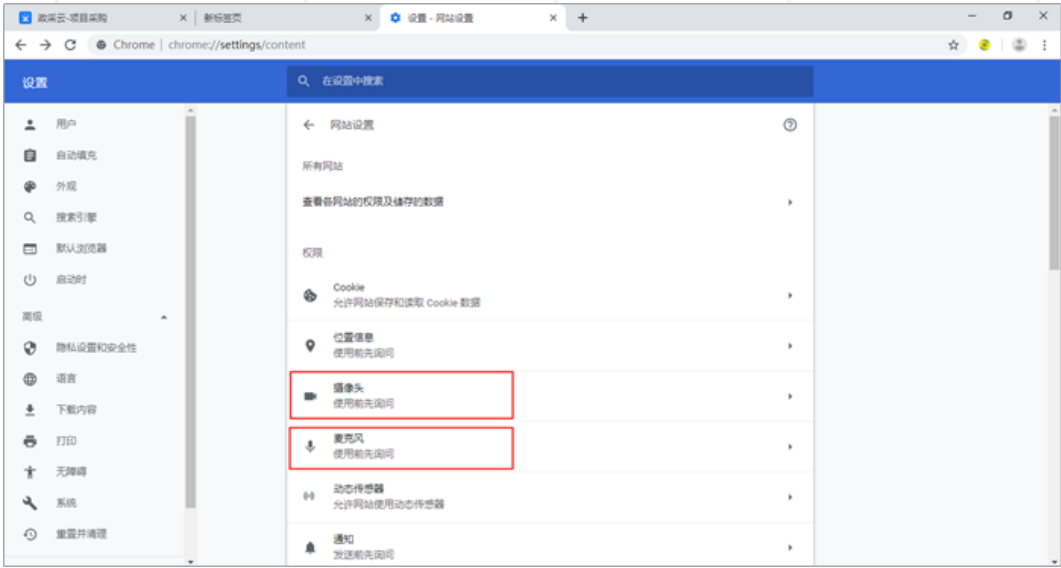 政采云-项目采购
新标签页
设置 - 网站设置
Chrome | chrome://settings/content
设置
在设置中搜索
用户
自动填充
外观
搜索引擎
默认浏览器
启动时
高级
隐私设置和安全性
语言
下载内容
打印
无障碍
系统
重置并清理
网站设置
所有网站
查看各网站的权限及储存的数据
权限
Cookie
允许网站保存和读取 Cookie 数据
位置信息
使用前先询问
摄像头
使用前先询问
麦克风
使用前先询问
动态传感器
允许网站使用动态传感器
通知
发送前先询问